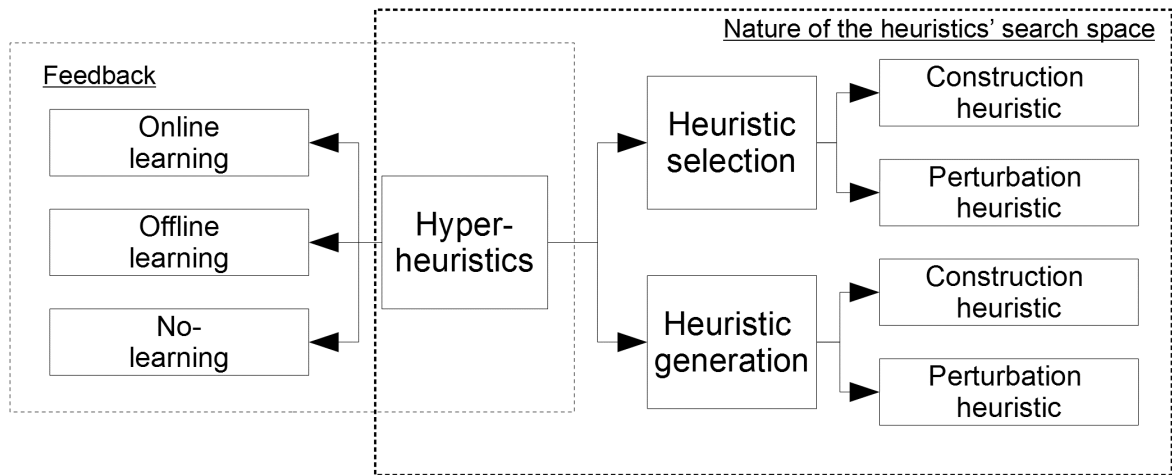 Nature of the heuristics' search space
Feedback
Online
learning
Offline
learning
No-
learning
Hyper-
heuristics
Heuristic
selection
Construction
heuristic
Perturbation
heuristic
Heuristic
generation
Construction
heuristic
Perturbation
heuristic